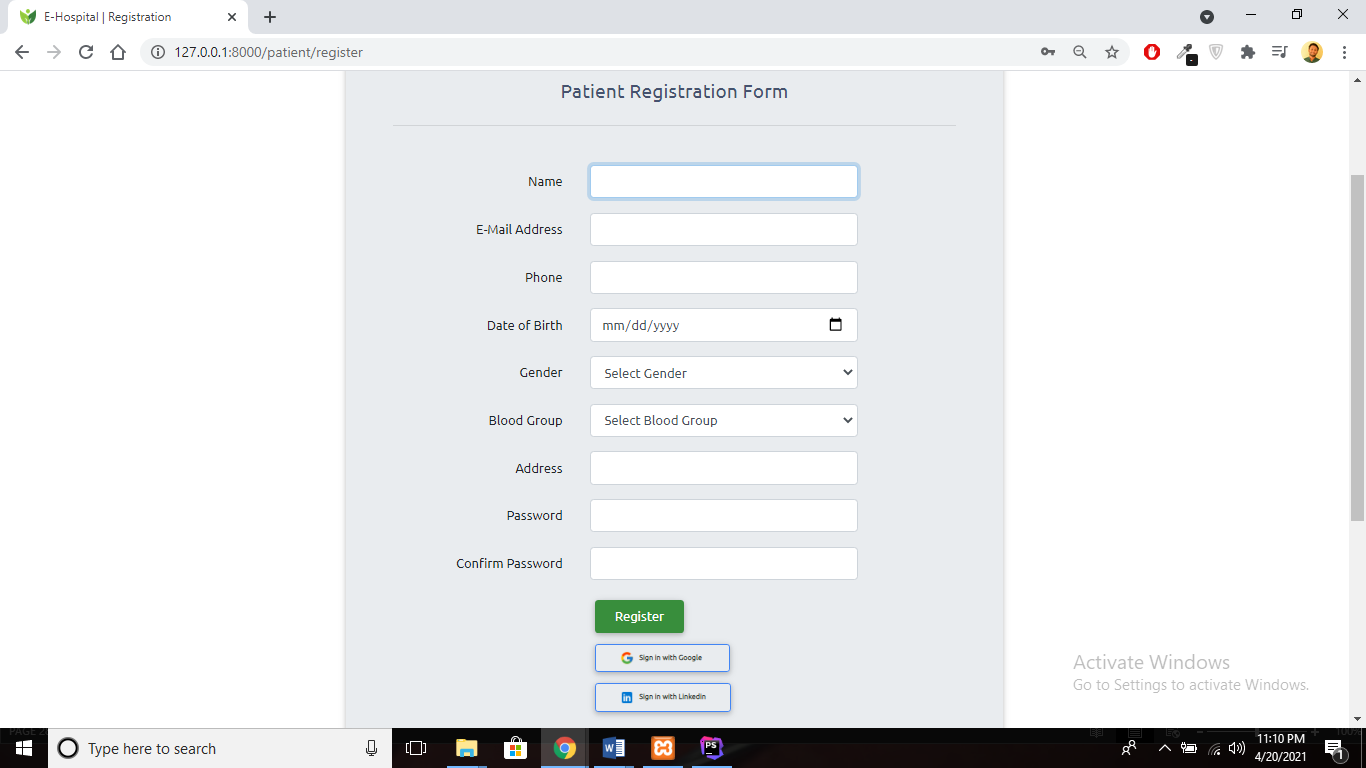 E-Hospital | Registration
127.0.0.1:8000/patient/register
Patient Registration Form
Name
E-Mail Address
Phone
Date of Birth mm/dd/yyyy
Gender Select Gender
Blood Group Select Blood Group
Address
Password
Confirm Password
Register
Sign in with Google
in Sign in with Linkedin
Activate Windows
Go to Settings to activate Windows.
Type here to search
W
PS
11:10 PM
4/20/2021
1